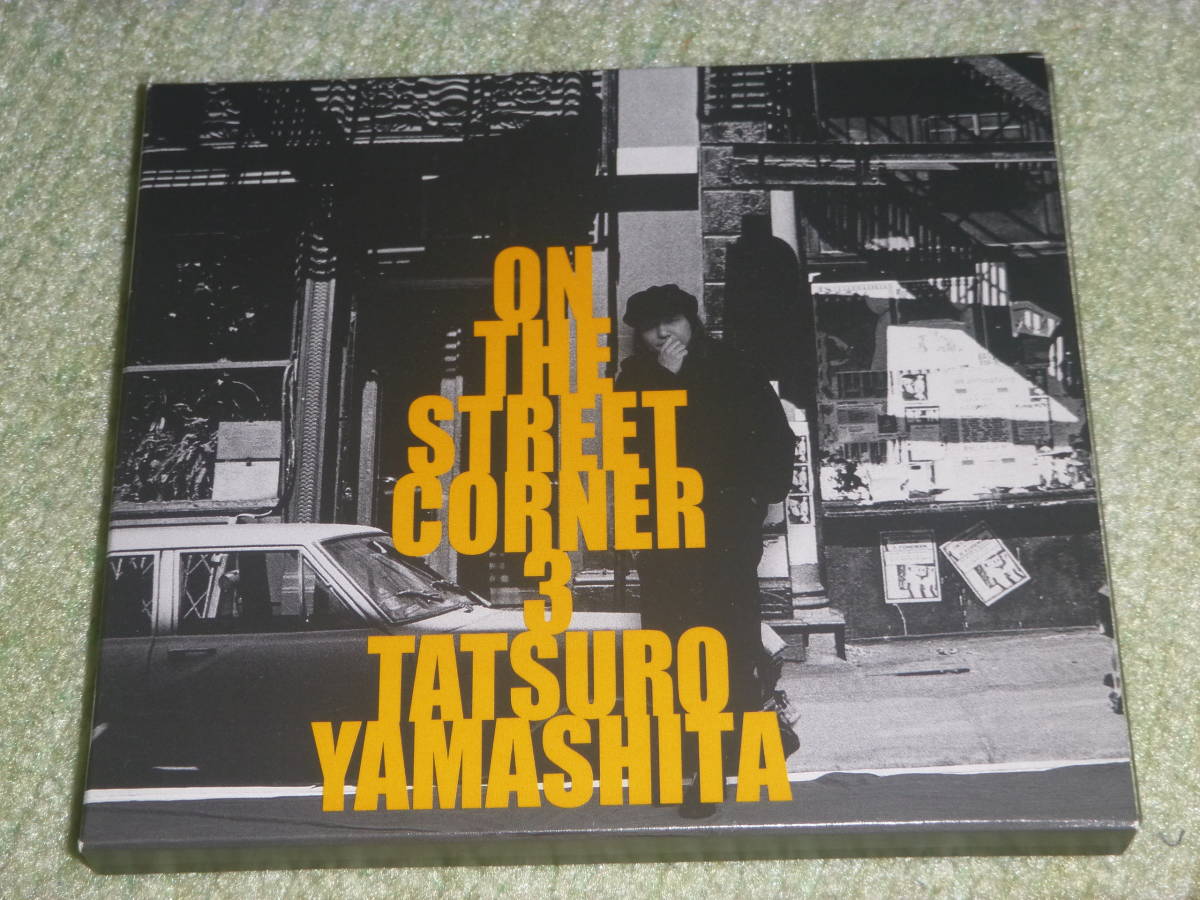 ON
THE
STREET
CORNER
3
TATSURO
YAMASHITA